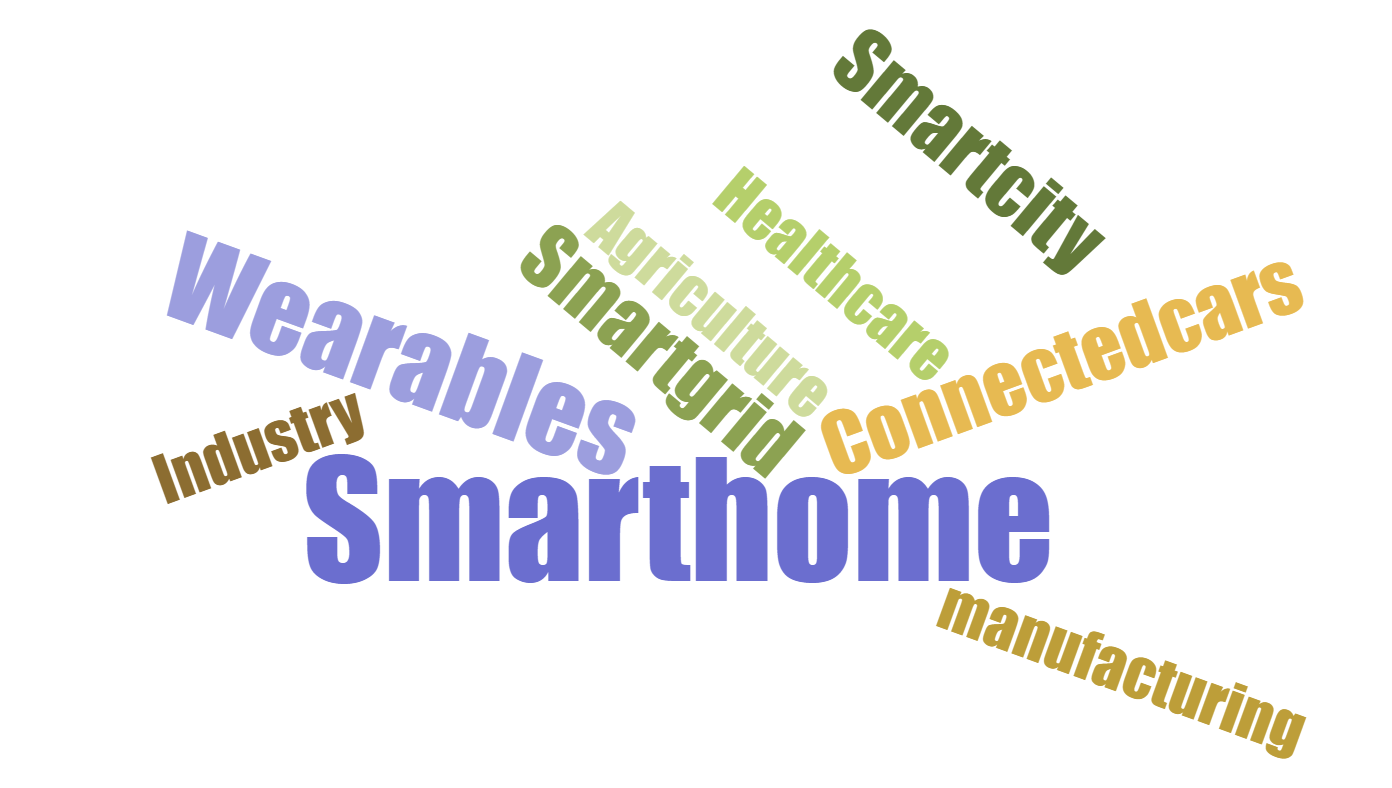 Smartcity
Healthcare
Agriculture
Smartgrid
Wearables
Connectedcars
Industry
Smarthome
manufacturing